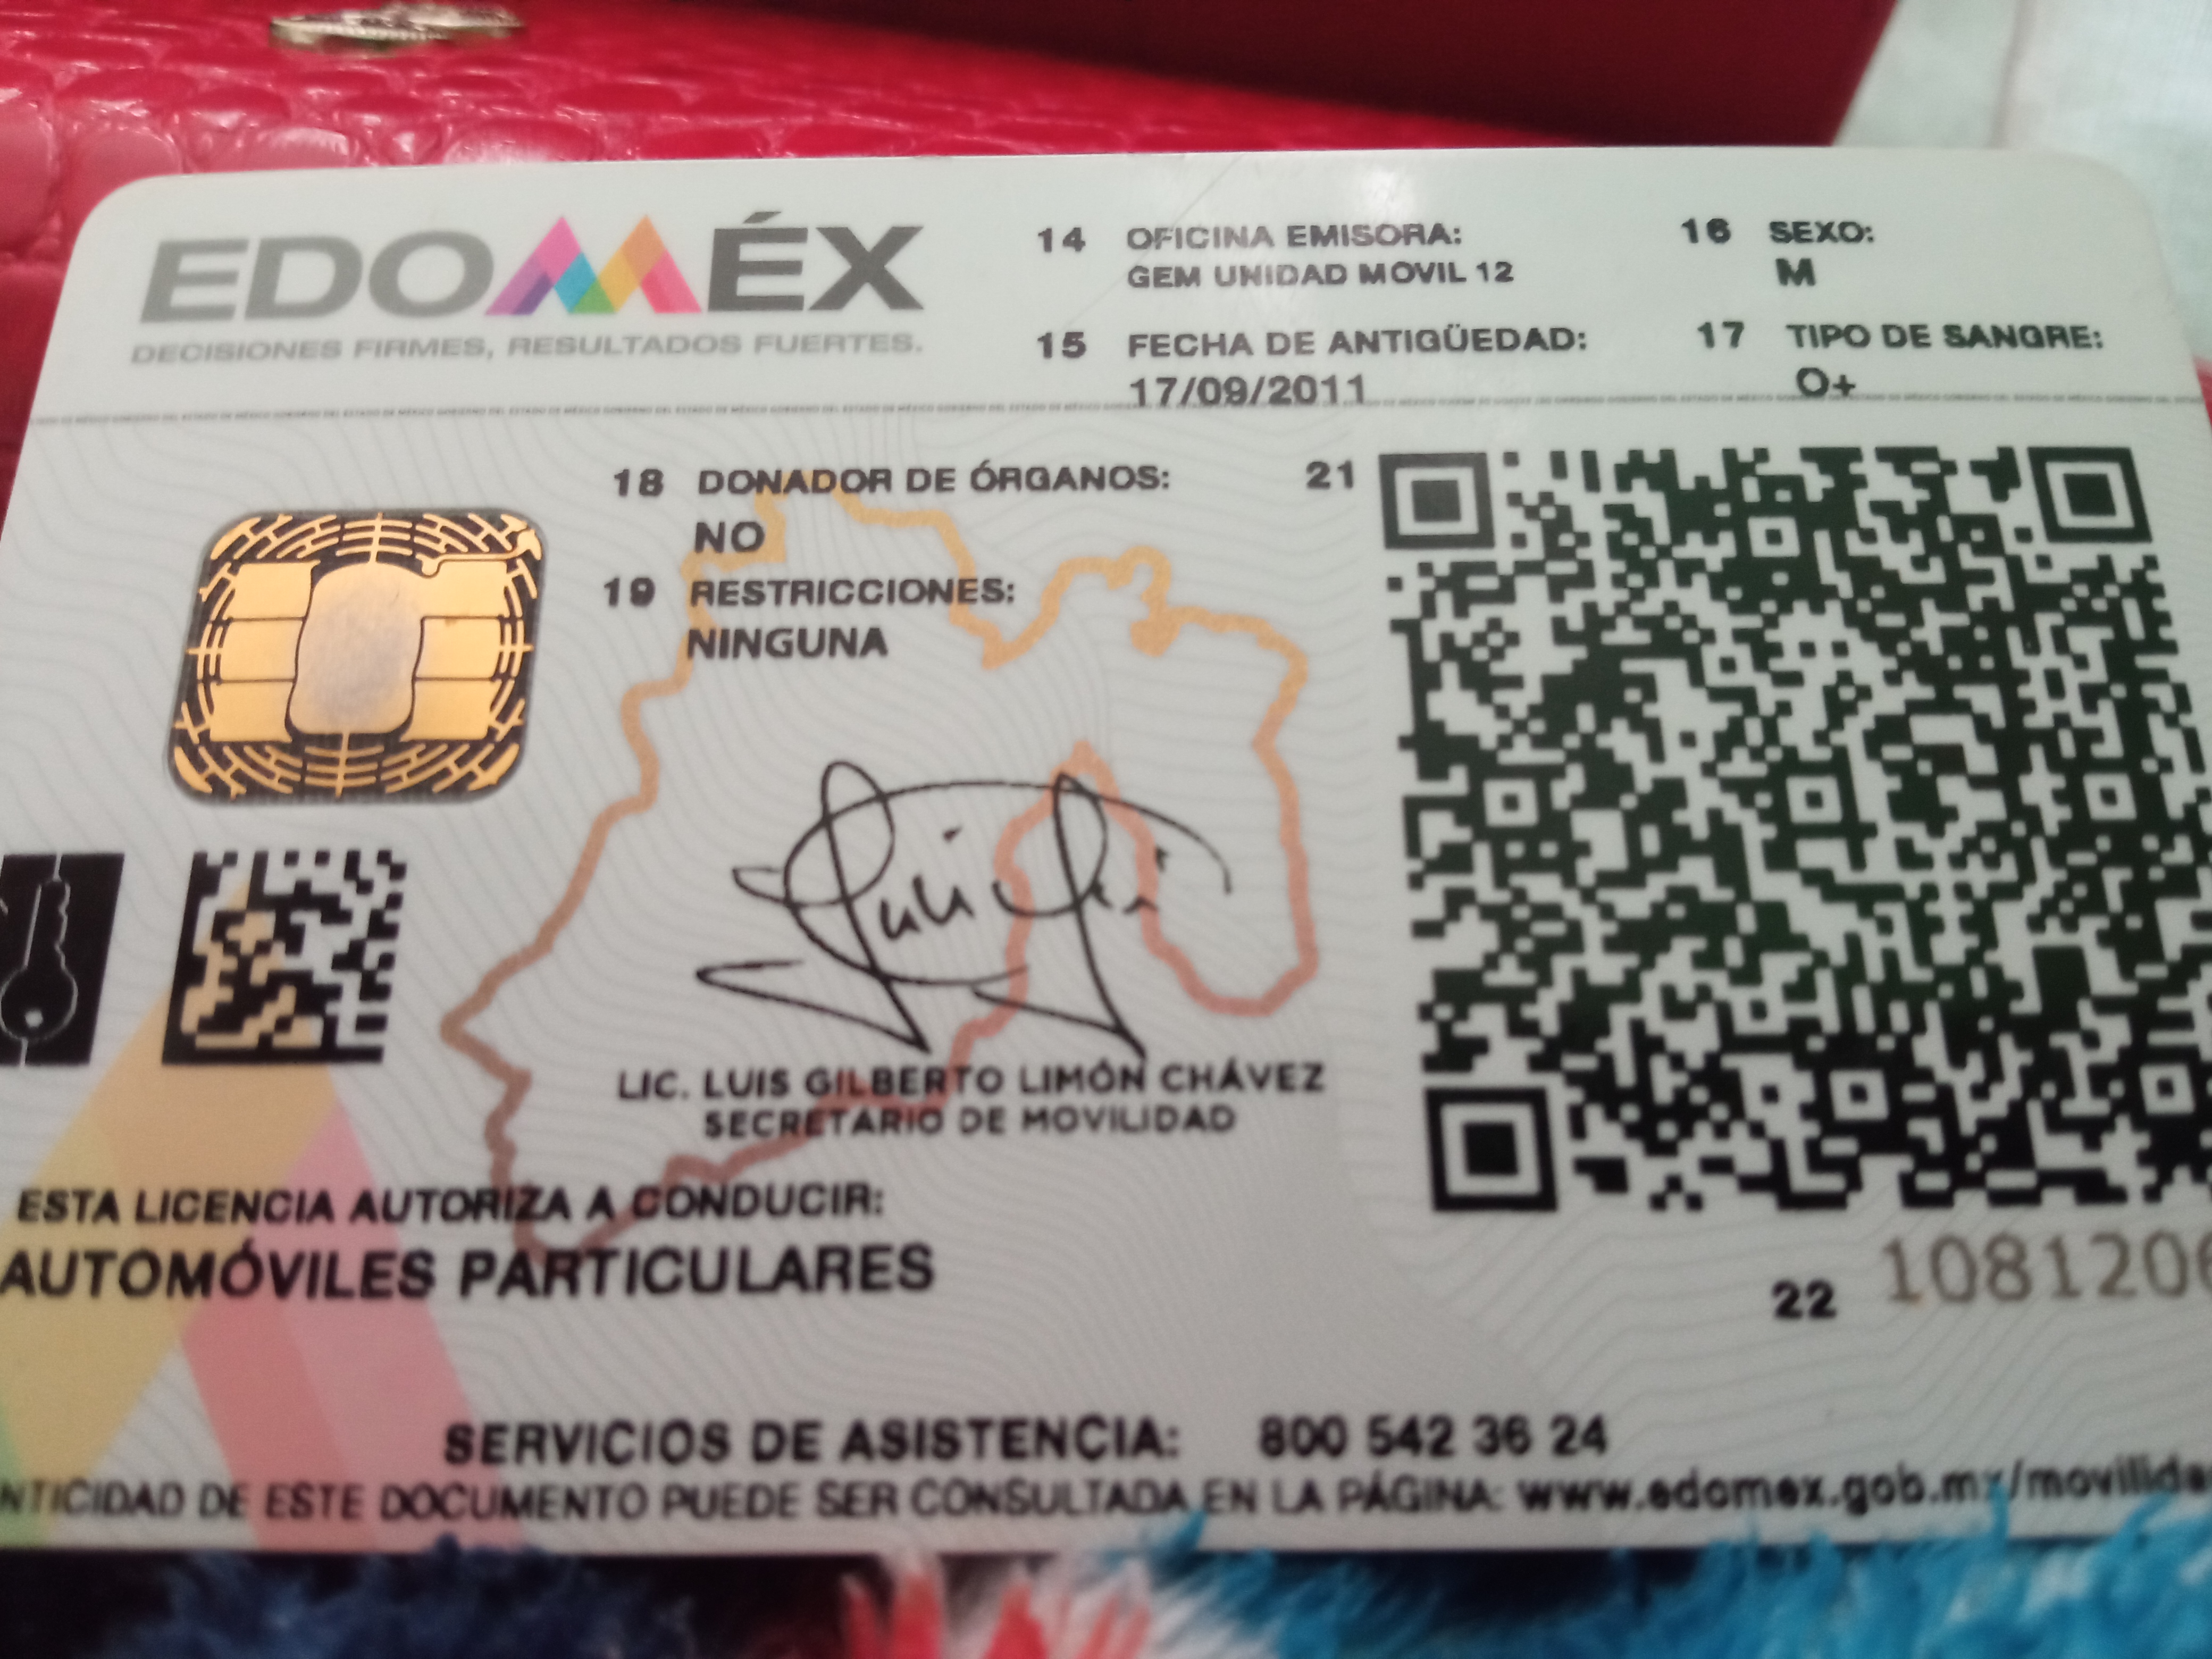 EDOMÉX
DECISIONES FIRMES, RESULTADOS FUERTES.
14 OFICINA EMISORA:
GEM UNIDAD MOVIL 12
15 FECHA DE ANTIGÜEDAD:
17/09/2011
16 SEXO:
M
17 TIPO DE SANGRE:
O+
18 DONADOR DE ÓRGANOS:
NO
19 RESTRICCIONES:
NINGUNA
21
LIC. LUIS GILBERTO LIMÓN CHÁVEZ
SECRETARIO DE MOVILIDAD
ESTA LICENCIA AUTORIZA A CONDUCIR:
AUTOMÓVILES PARTICULARES
22 1081206
SERVICIOS DE ASISTENCIA: 800 542 36 24
NTICIDAD DE ESTE DOCUMENTO PUEDE SER CONSULTADA EN LA PÁGINA: www.edomex.gob.mx/movilida